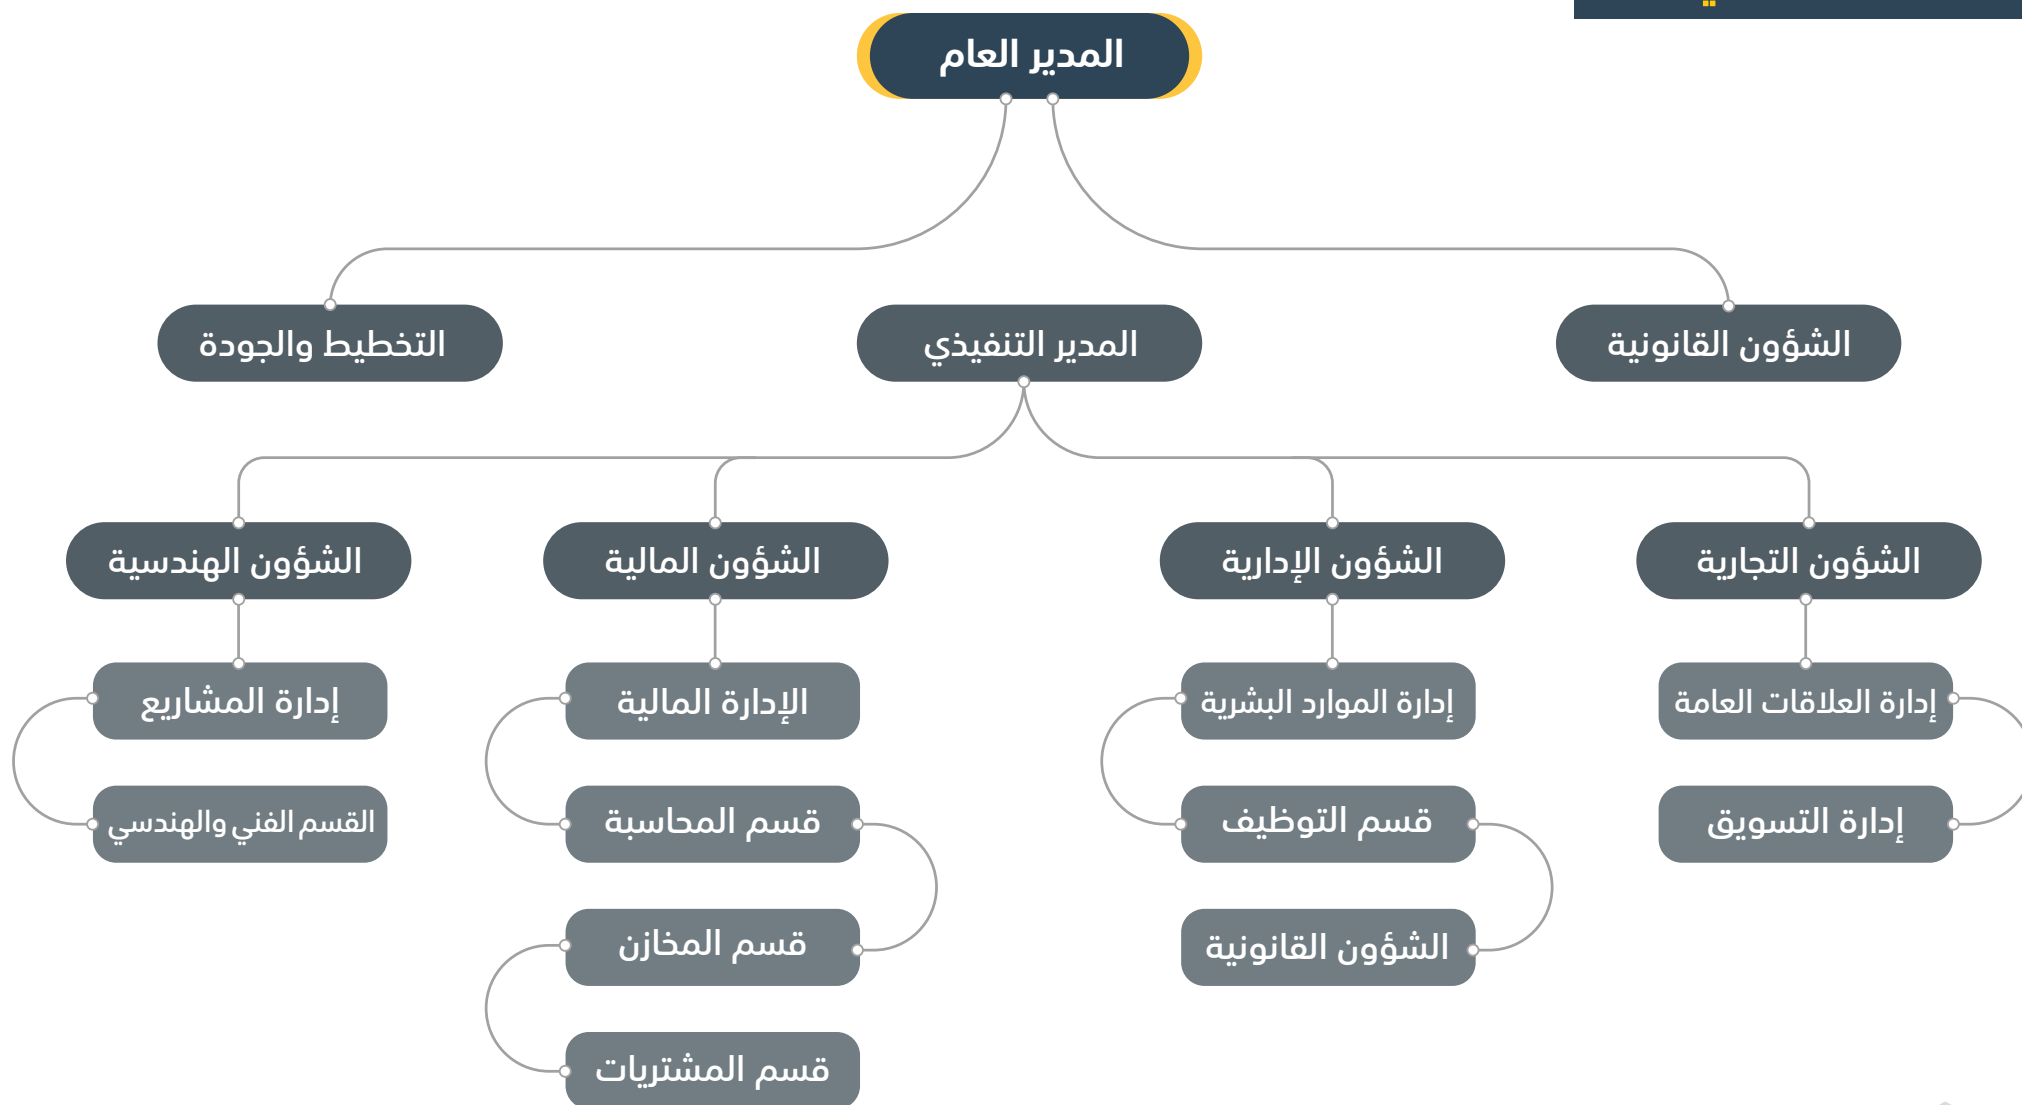 المدير العام
الشؤون القانونية
المدير التنفيذي
التخطيط والجودة
الشؤون التجارية
الشؤون الإدارية
الشؤون المالية
الشؤون الهندسية
إدارة العلاقات العامة
إدارة الموارد البشرية
الإدارة المالية
إدارة المشاريع
إدارة التسويق
قسم التوظيف
قسم المحاسبة
القسم الفني والهندسي
الشؤون القانونية
قسم المخازن
قسم المشتريات